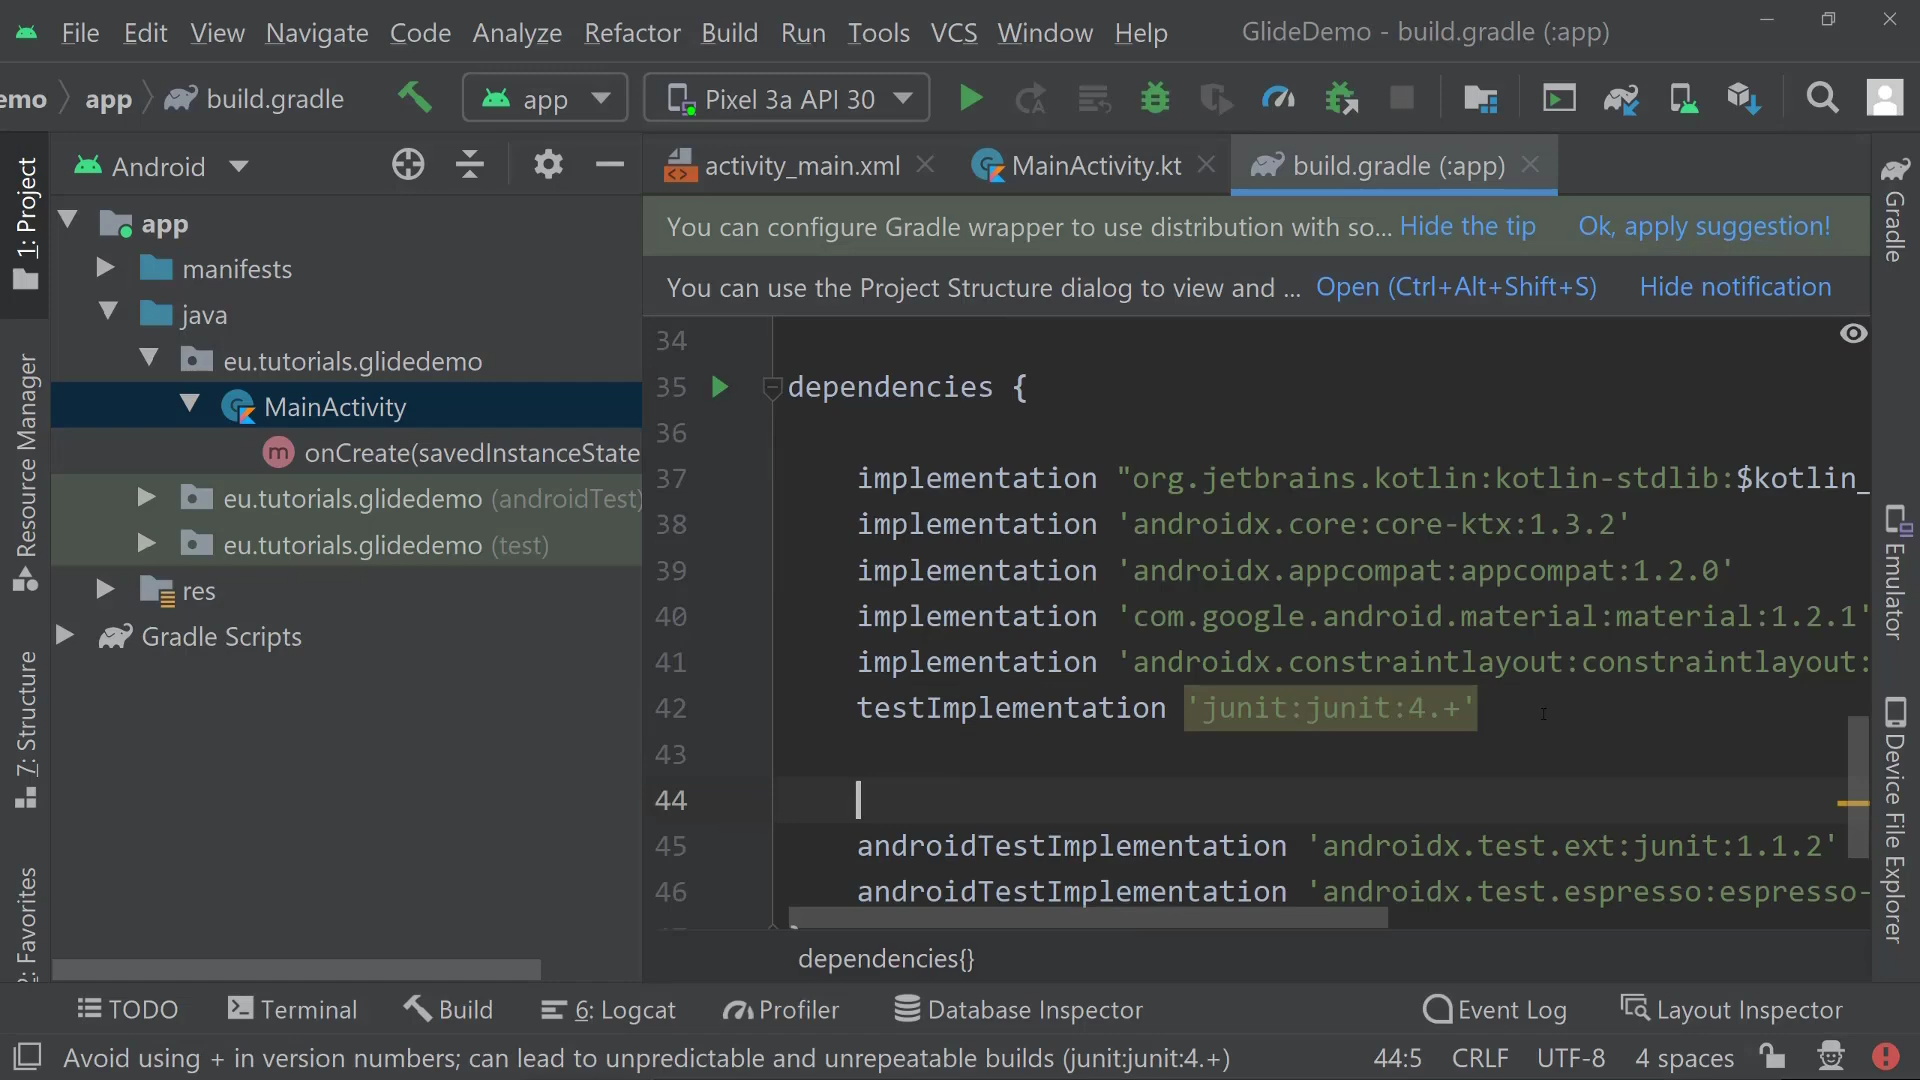 File Edit View Navigate Code Analyze Refactor Build Run Tools VCS Window Help GlideDemo - build.gradle (:app)
emo app build.gradle app Pixel 3a API 30
Android
activity_main.xml MainActivity.kt build.gradle (:app)
You can configure Gradle wrapper to use distribution with so... Hide the tip Ok, apply suggestion!
You can use the Project Structure dialog to view and ... Open (Ctrl+Alt+Shift+S) Hide notification
1: Project
Resource Manager
7: Structure
2: Favorites
app
manifests
java
eu.tutorials.glidedemo
MainActivity
m onCreate(savedInstanceState
eu.tutorials.glidedemo (androidTest)
eu.tutorials.glidedemo (test)
res
Gradle Scripts
34
35 dependencies {
36
37 implementation "org.jetbrains.kotlin:kotlin-stdlib:$kotlin_
38 implementation 'androidx.core:core-ktx:1.3.2'
39 implementation 'androidx.appcompat:appcompat:1.2.0'
40 implementation 'com.google.android.material:material:1.2.1'
41 implementation 'androidx.constraintlayout:constraintlayout:
42 testImplementation 'junit:junit:4.+'
43
44
45 androidTestImplementation 'androidx.test.ext:junit:1.1.2'
46 androidTestImplementation 'androidx.test.espresso:espresso-
dependencies{}
Gradle
Emulator
Device File Explorer
TODO Terminal Build 6: Logcat Profiler Database Inspector Event Log Layout Inspector
Avoid using + in version numbers; can lead to unpredictable and unrepeatable builds (junit:junit:4.+) 44:5 CRLF UTF-8 4 spaces